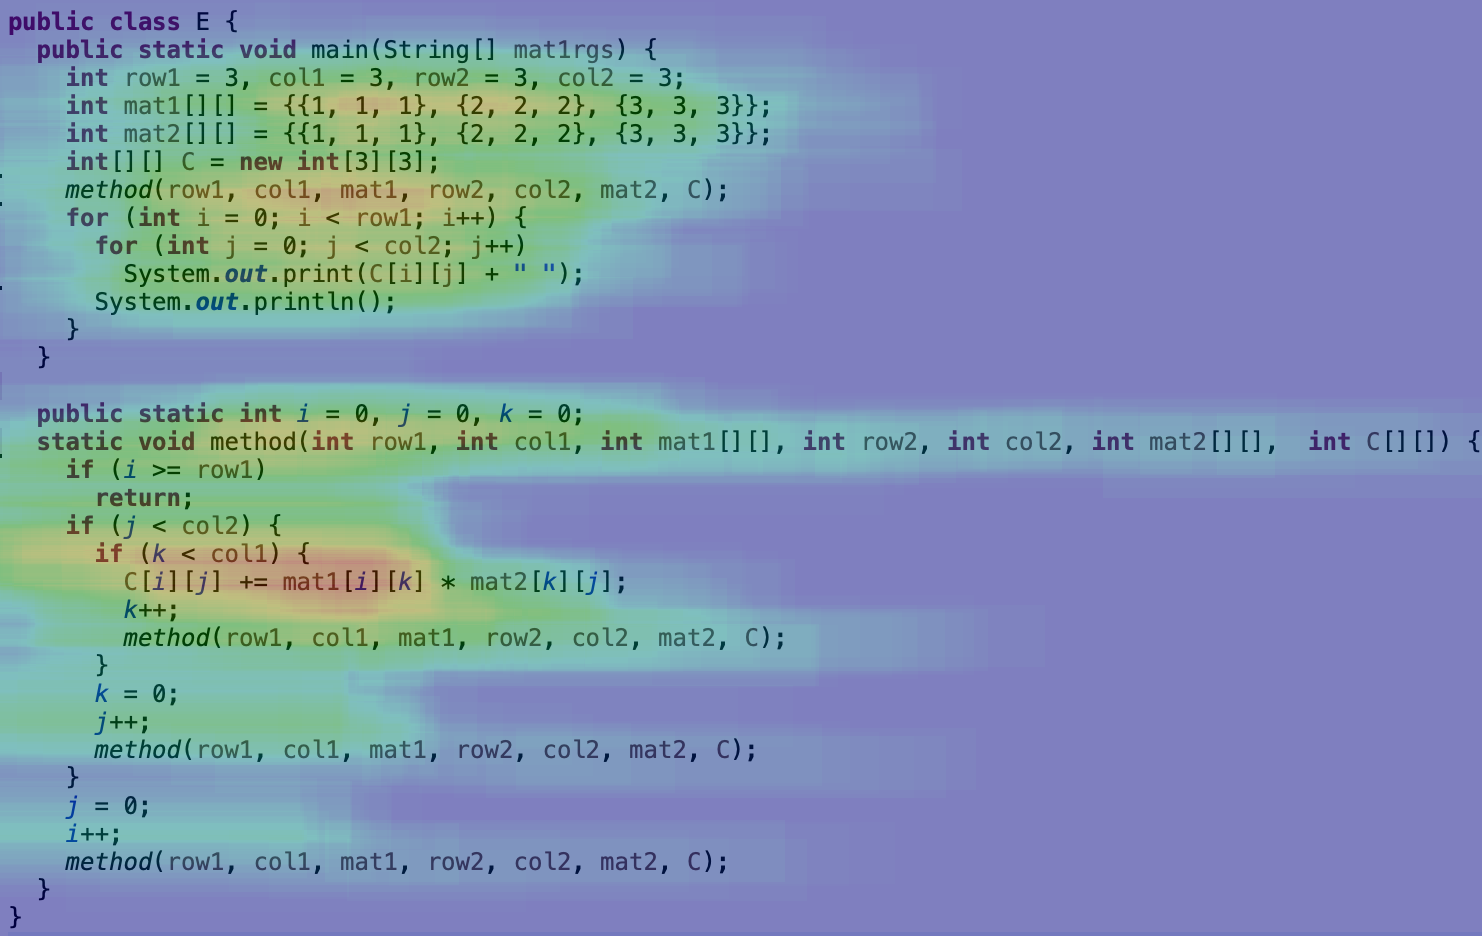 public class E {
  public static void main(String[] mat1rgs) {
    int row1 = 3, col1 = 3, row2 = 3, col2 = 3;
    int mat1[][] = {{1, 1, 1}, {2, 2, 2}, {3, 3, 3}};
    int mat2[][] = {{1, 1, 1}, {2, 2, 2}, {3, 3, 3}};
    int[][] C = new int[3][3];
    method(row1, col1, mat1, row2, col2, mat2, C);
    for (int i = 0; i < row1; i++) {
      for (int j = 0; j < col2; j++)
        System.out.print(C[i][j] + " ");
      System.out.println();
    }
  }

  public static int i = 0, j = 0, k = 0;
  static void method(int row1, int col1, int mat1[][], int row2, int col2, int mat2[][],  int C[][]) {
    if (i >= row1)
      return;
    if (j < col2) {
      if (k < col1) {
        C[i][j] += mat1[i][k] * mat2[k][j];
        k++;
        method(row1, col1, mat1, row2, col2, mat2, C);
      }
      k = 0;
      j++;
      method(row1, col1, mat1, row2, col2, mat2, C);
    }
    j = 0;
    i++;
    method(row1, col1, mat1, row2, col2, mat2, C);
  }
}